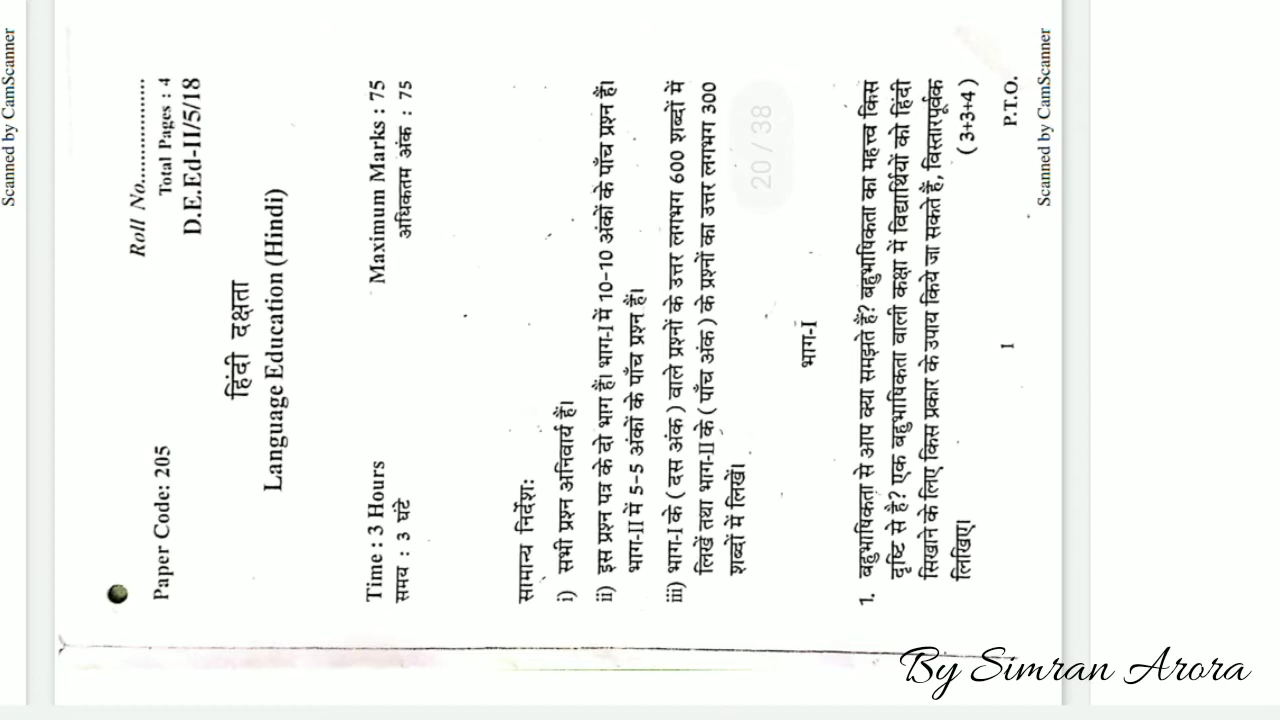 Scanned by CamScanner
Roll No................
Total Pages : 4
Paper Code: 205
D.E.Ed-II/5/18
हिंदी दक्षता
Language Education (Hindi)
Time : 3 Hours Maximum Marks : 75
समय : 3 घंटे अधिकतम अंक : 75
सामान्य निर्देश:
i) सभी प्रश्न अनिवार्य हैं।
ii) इस प्रश्न पत्र के दो भाग हैं। भाग-I में 10-10 अंकों के पाँच प्रश्न हैं।
भाग-II में 5-5 अंकों के पाँच प्रश्न हैं।
iii) भाग-I के ( दस अंक ) वाले प्रश्नों के उत्तर लगभग 600 शब्दों में
लिखें तथा भाग-II के ( पाँच अंक ) के प्रश्नों का उत्तर लगभग 300
शब्दों में लिखें।
20 / 38
भाग-I
1. बहुभाषिकता से आप क्या समझते हैं? बहुभाषिकता का महत्त्व किस
दृष्टि से है? एक बहुभाषिकता वाली कक्षा में विद्यार्थियों को हिंदी
सिखाने के लिए किस प्रकार के उपाय किये जा सकते हैं, विस्तारपूर्वक
लिखिए। ( 3+3+4 )
1 P.T.O.
Scanned by CamScanner
By Simran Arora